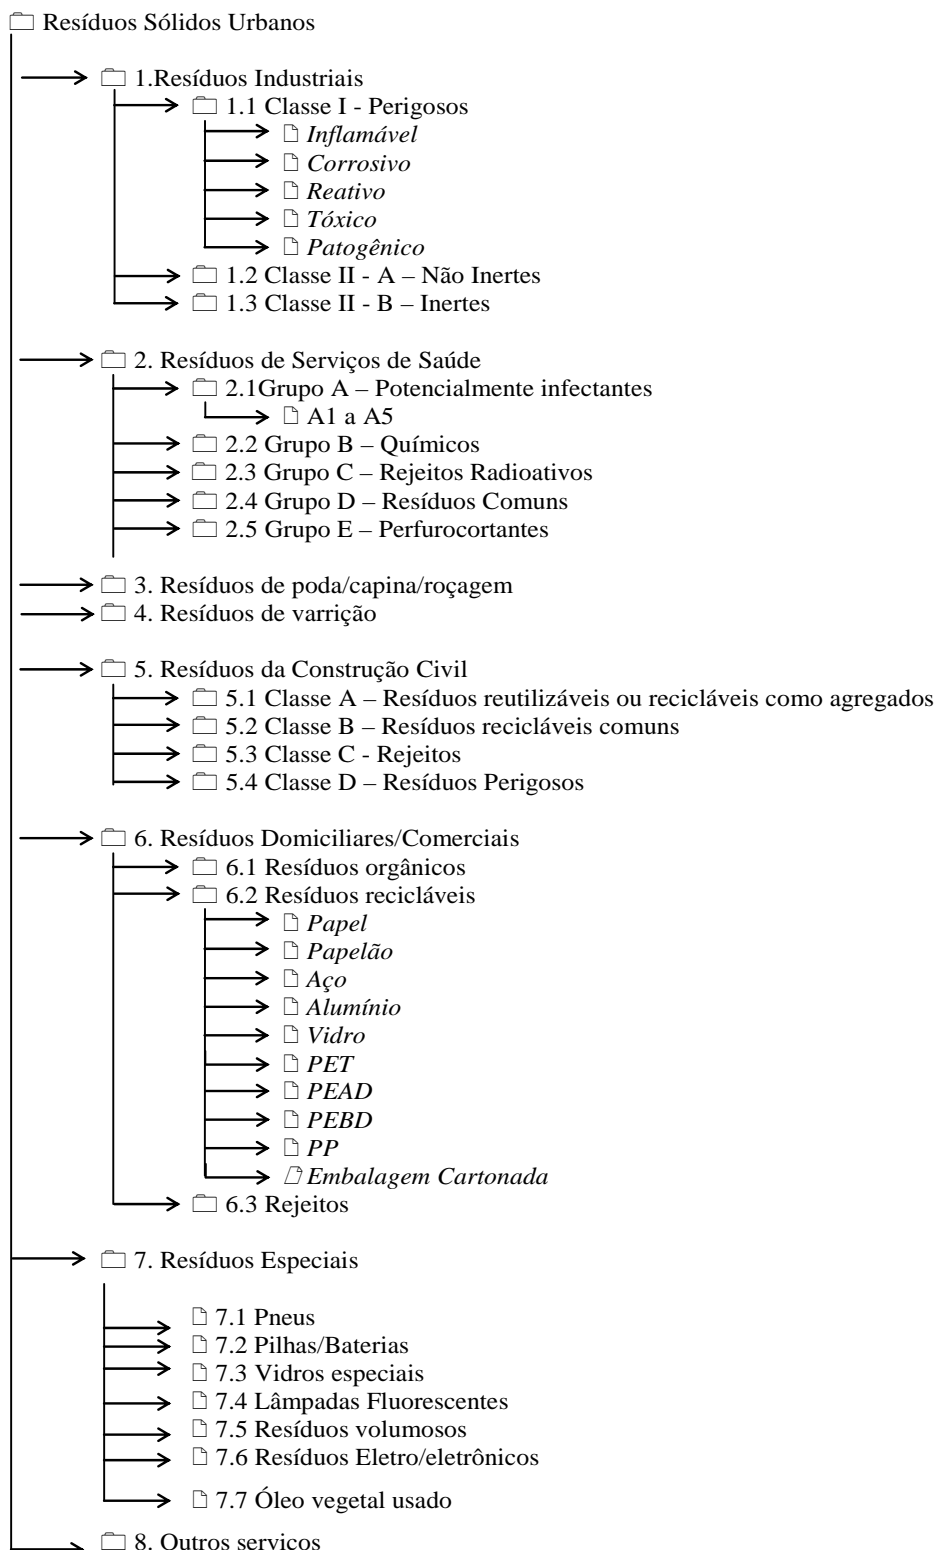 Resíduos Sólidos Urbanos
1.Resíduos Industriais
1.1 Classe I - Perigosos
Inflamável
Corrosivo
Reativo
Tóxico
Patogênico
1.2 Classe II - A – Não Inertes
1.3 Classe II - B – Inertes
2. Resíduos de Serviços de Saúde
2.1Grupo A – Potencialmente infectantes
A1 a A5
2.2 Grupo B – Químicos
2.3 Grupo C – Rejeitos Radioativos
2.4 Grupo D – Resíduos Comuns
2.5 Grupo E – Perfurocortantes
3. Resíduos de poda/capina/roçagem
4. Resíduos de varrição
5. Resíduos da Construção Civil
5.1 Classe A – Resíduos reutilizáveis ou recicláveis como agregados
5.2 Classe B – Resíduos recicláveis comuns
5.3 Classe C - Rejeitos
5.4 Classe D – Resíduos Perigosos
6. Resíduos Domiciliares/Comerciais
6.1 Resíduos orgânicos
6.2 Resíduos recicláveis
Papel
Papelão
Aço
Alumínio
Vidro
PET
PEAD
PEBD
PP
Embalagem Cartonada
6.3 Rejeitos
7. Resíduos Especiais
7.1 Pneus
7.2 Pilhas/Baterias
7.3 Vidros especiais
7.4 Lâmpadas Fluorescentes
7.5 Resíduos volumosos
7.6 Resíduos Eletro/eletrônicos
7.7 Óleo vegetal usado
8. Outros serviços